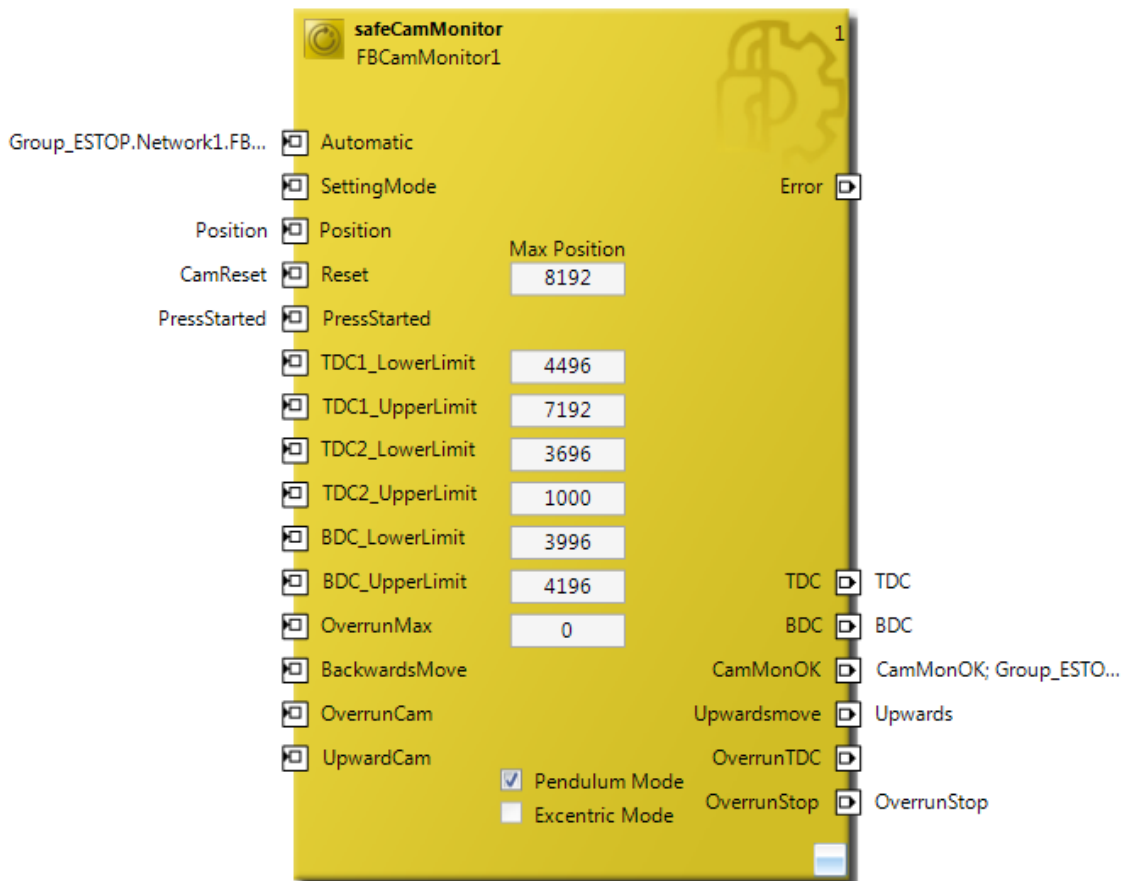 safeCamMonitor 1
FBCamMonitor1
Group_ESTOP.Network1.FB... Automatic
SettingMode Error
Position Position
Max Position
CamReset Reset 8192
PressStarted PressStarted
TDC1_LowerLimit 4496
TDC1_UpperLimit 7192
TDC2_LowerLimit 3696
TDC2_UpperLimit 1000
BDC_LowerLimit 3996
BDC_UpperLimit 4196 TDC TDC
OverrunMax 0 BDC BDC
BackwardsMove CamMonOK CamMonOK; Group_ESTO...
OverrunCam Upwardsmove Upwards
UpwardCam OverrunTDC
Pendulum Mode
OverrunStop OverrunStop
Excentric Mode